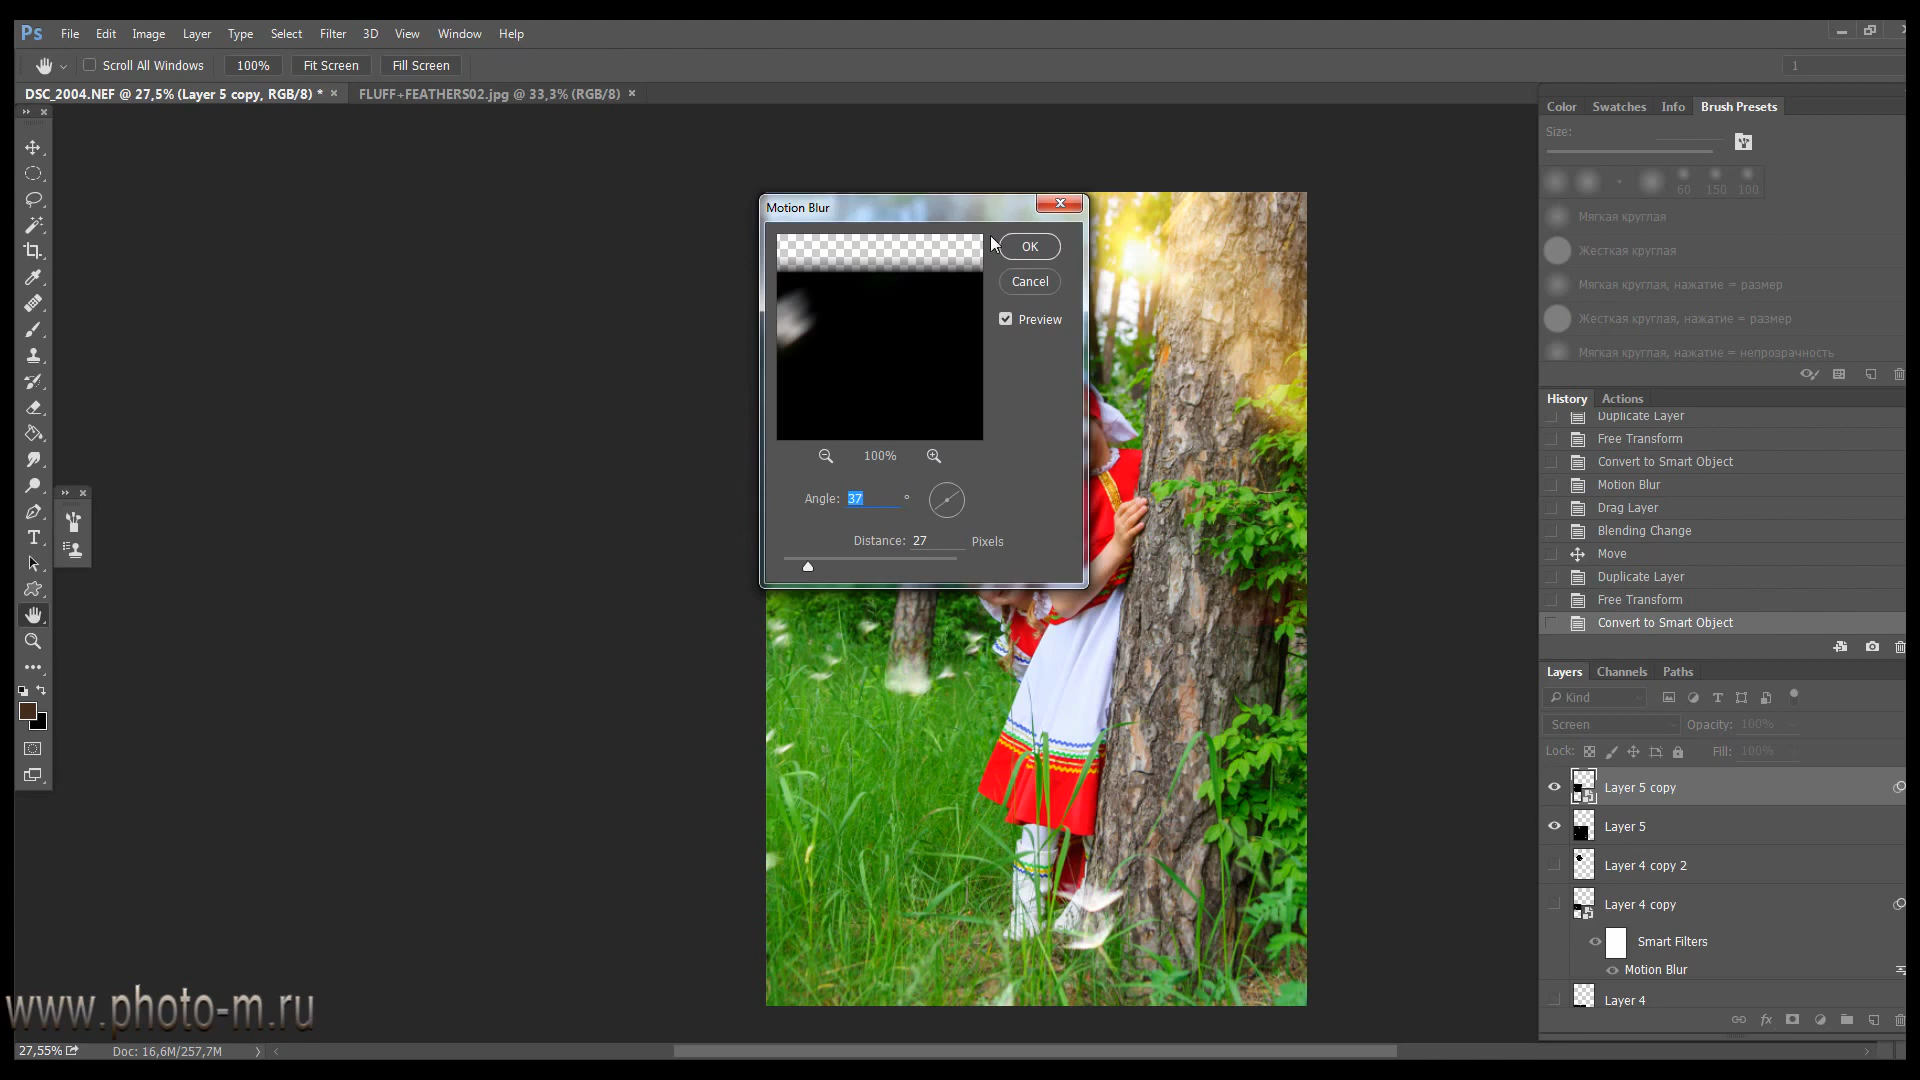 Ps File Edit Image Layer Type Select Filter 3D View Window Help
Scroll All Windows 100% Fit Screen Fill Screen 1
DSC_2004.NEF @ 27,5% (Layer 5 copy, RGB/8) * × FLUFF+FEATHERS02.jpg @ 33,3% (RGB/8) ×
Color Swatches Info Brush Presets
Size:
60 150 100
Мягкая круглая
Жесткая круглая
Мягкая круглая, нажатие = размер
Жесткая круглая, нажатие = размер
Мягкая круглая, нажатие = непрозрачность
Motion Blur
OK
Cancel
Preview
100%
Angle: 37 °
Distance: 27 Pixels
History Actions
Duplicate Layer
Free Transform
Convert to Smart Object
Motion Blur
Drag Layer
Blending Change
Move
Duplicate Layer
Free Transform
Convert to Smart Object
Layers Channels Paths
Kind
Screen Opacity: 100%
Lock: Fill: 100%
Layer 5 copy
Layer 5
Layer 4 copy 2
Layer 4 copy
Smart Filters
Motion Blur
Layer 4
fx
www.photo-m.ru
27,55% Doc: 16,6M/257,7M